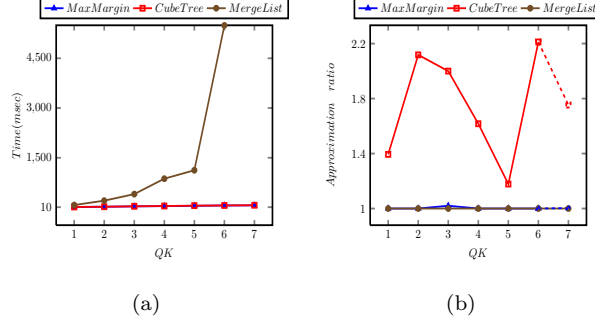 MaxMargin CubeTree MergeList
Time(msec)
4,500
3,000
1,500
10
1 2 3 4 5 6 7
QK
(a)
MaxMargin CubeTree MergeList
Approximation ratio
2.2
1.8
1.4
1
1 2 3 4 5 6 7
QK
(b)